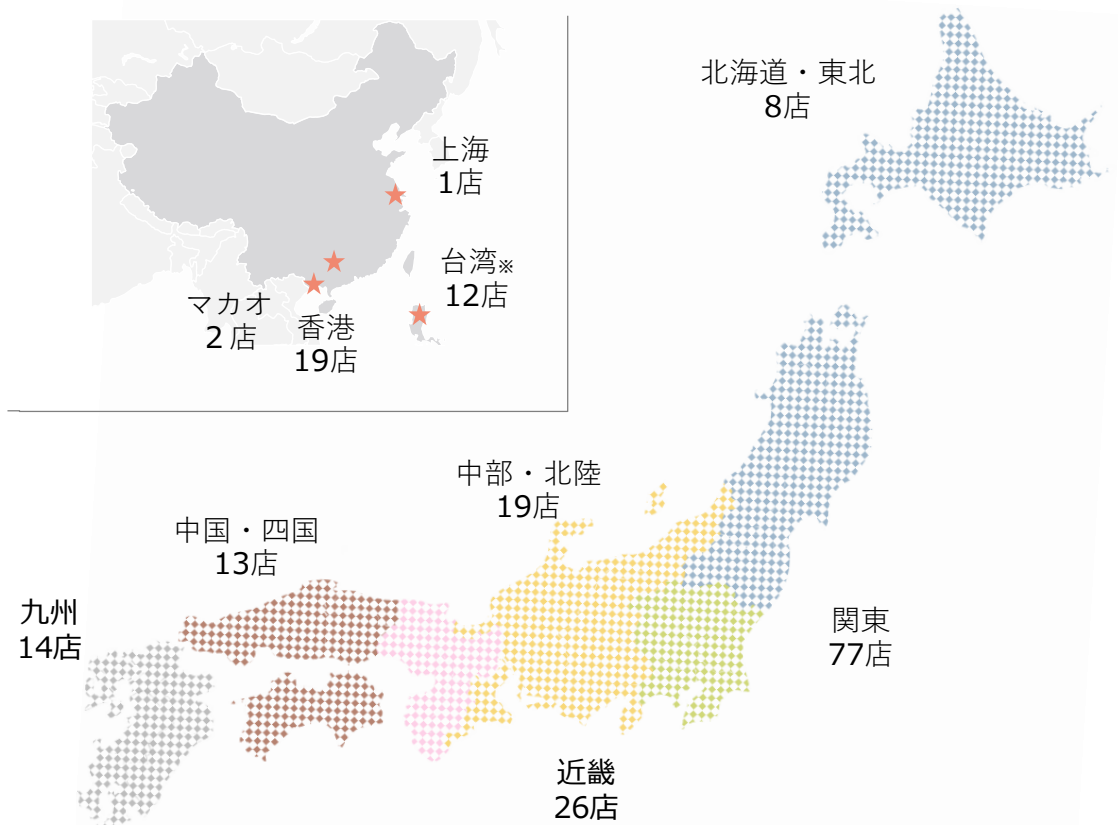 北海道・東北
8店
上海
1店
台湾※
12店
マカオ
２店
香港
19店
中部・北陸
19店
中国・四国
13店
九州
14店
関東
77店
近畿
26店